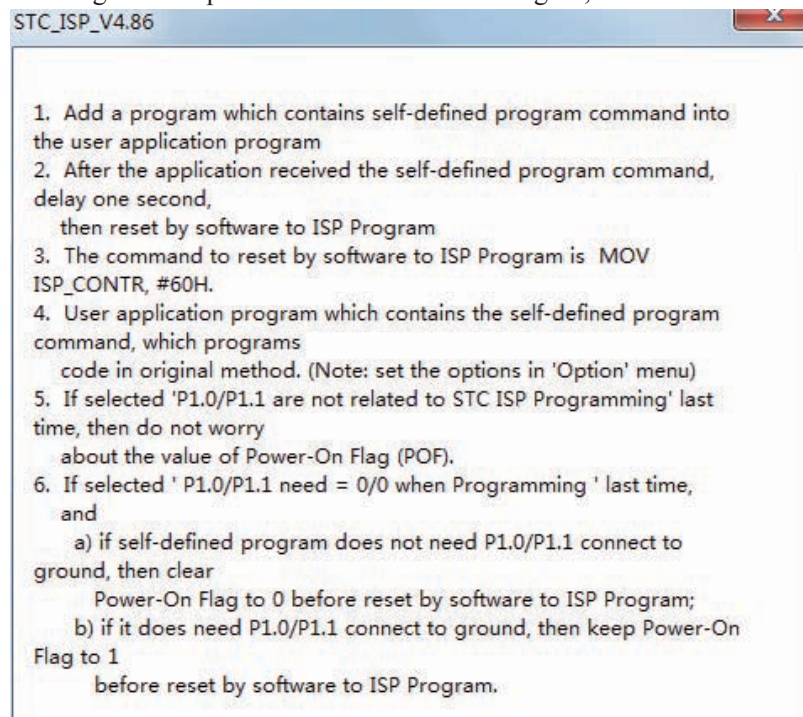 STC_ISP_V4.86
1. Add a program which contains self-defined program command into
the user application program
2. After the application received the self-defined program command,
delay one second,
then reset by software to ISP Program
3. The command to reset by software to ISP Program is MOV
ISP_CONTR, #60H.
4. User application program which contains the self-defined program
command, which programs
code in original method. (Note: set the options in 'Option' menu)
5. If selected 'P1.0/P1.1 are not related to STC ISP Programming' last
time, then do not worry
about the value of Power-On Flag (POF).
6. If selected ' P1.0/P1.1 need = 0/0 when Programming ' last time,
and
a) if self-defined program does not need P1.0/P1.1 connect to
ground, then clear
Power-On Flag to 0 before reset by software to ISP Program;
b) if it does need P1.0/P1.1 connect to ground, then keep Power-On
Flag to 1
before reset by software to ISP Program.